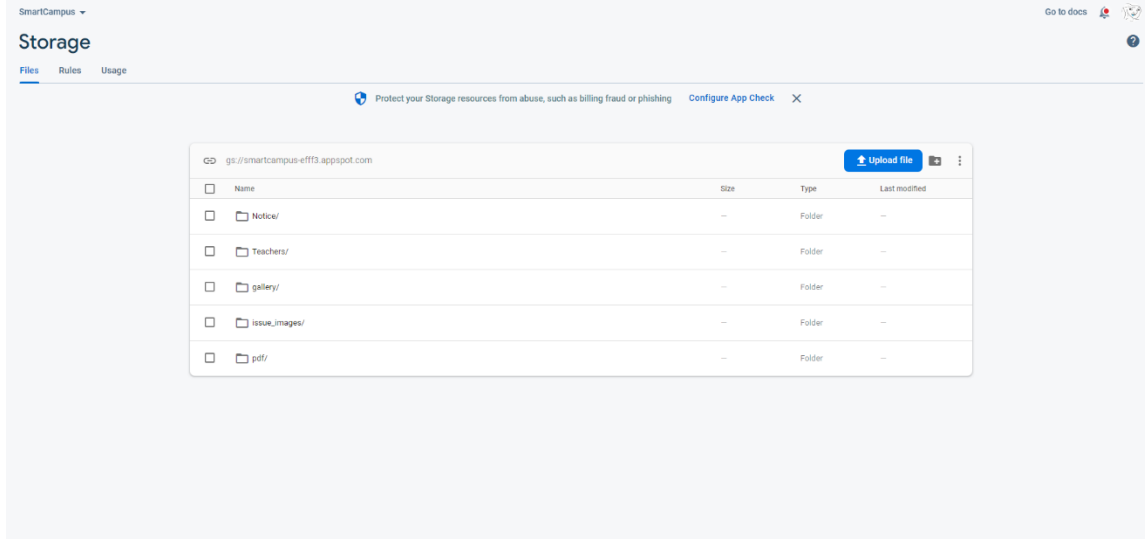 SmartCampus Go to docs
Storage
Files Rules Usage
Protect your Storage resources from abuse, such as billing fraud or phishing Configure App Check
gs://smartcampus-efff3.appspot.com Upload file
Name Size Type Last modified
Notice/ — Folder —
Teachers/ — Folder —
gallery/ — Folder —
issue_images/ — Folder —
pdf/ — Folder —